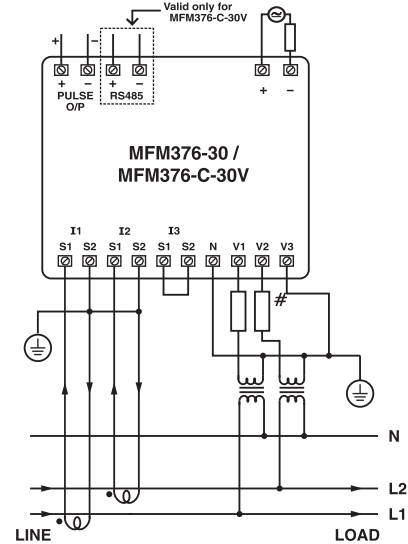 Valid only for
MFM376-C-30V
+ − + − + −
PULSE O/P
RS485
MFM376-30 /
MFM376-C-30V
I1 I2 I3
S1 S2 S1 S2 S1 S2 N V1 V2 V3
#
N
L2
L1
LINE LOAD